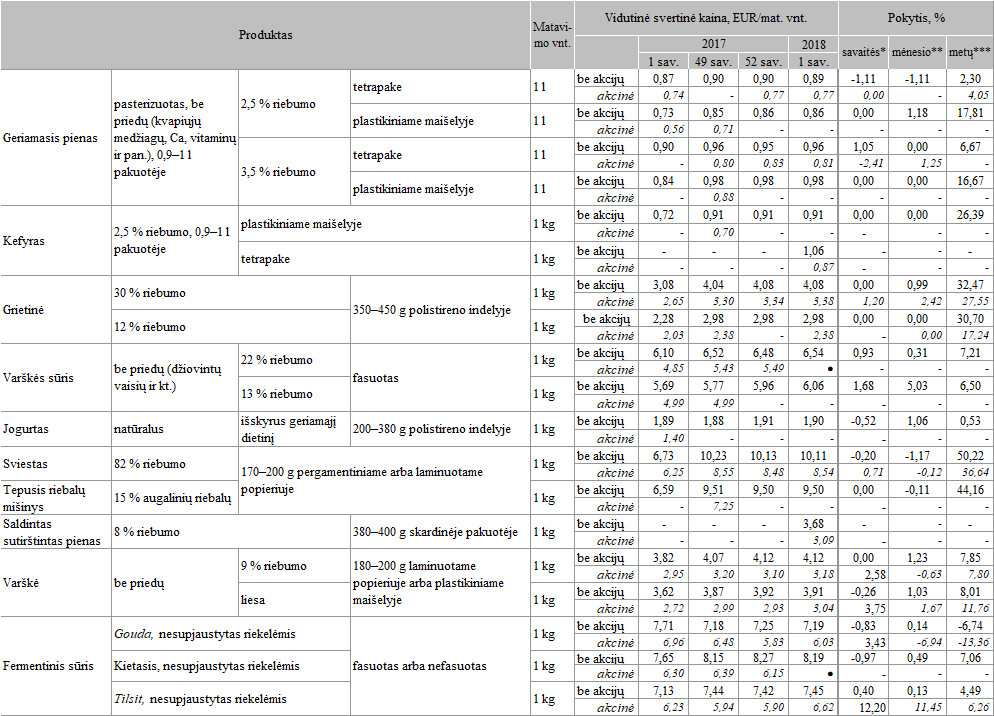 Produktas Matavi- mo vnt. Vidutinė svertinė kaina, EUR/mat. vnt. Pokytis, %
2017 2018 savaitės* mėnesio** metų***
1 sav. 49 sav. 52 sav. 1 sav.
Geriamasis pienas pasterizuotas, be priedų (kvapiųjų medžiagų, Ca, vitaminų ir pan.), 0,9–1 l pakuotėje 2,5 % riebumo tetrapake 1 l be akcijų 0,87 0,90 0,90 0,89 -1,11 -1,11 2,30
akcinė 0,74 - 0,77 0,77 0,00 - 4,05
plastikiniame maišelyje 1 l be akcijų 0,73 0,85 0,86 0,86 0,00 1,18 17,81
akcinė 0,56 0,71 - - - - -
3,5 % riebumo tetrapake 1 l be akcijų 0,90 0,96 0,95 0,96 1,05 0,00 6,67
akcinė - 0,80 0,83 0,81 -2,41 1,25 -
plastikiniame maišelyje 1 l be akcijų 0,84 0,98 0,98 0,98 0,00 0,00 16,67
akcinė - 0,88 - - - - -
Kefyras 2,5 % riebumo, 0,9–1 l pakuotėje plastikiniame maišelyje 1 kg be akcijų 0,72 0,91 0,91 0,91 0,00 0,00 26,39
akcinė - 0,70 - - - - -
tetrapake 1 kg be akcijų - - - 1,06 - - -
akcinė - - - 0,87 - - -
Grietinė 30 % riebumo 350–450 g polistireno indelyje 1 kg be akcijų 3,08 4,04 4,08 4,08 0,00 0,99 32,47
akcinė 2,65 3,30 3,34 3,38 1,20 2,42 27,55
12 % riebumo 1 kg be akcijų 2,28 2,98 2,98 2,98 0,00 0,00 30,70
akcinė 2,03 2,38 - 2,38 - 0,00 17,24
Varškės sūris be priedų (džiovintų vaisių ir kt.) 22 % riebumo fasuotas 1 kg be akcijų 6,10 6,52 6,48 6,54 0,93 0,31 7,21
akcinė 4,85 5,43 5,49 • - - -
13 % riebumo 1 kg be akcijų 5,69 5,77 5,96 6,06 1,68 5,03 6,50
akcinė 4,99 4,99 - - - - -
Jogurtas natūralus išskyrus geriamąjį dietinį 200–380 g polistireno indelyje 1 kg be akcijų 1,89 1,88 1,91 1,90 -0,52 1,06 0,53
akcinė 1,40 - - - - - -
Sviestas 82 % riebumo 170–200 g pergamentiniame arba laminuotame popieriuje 1 kg be akcijų 6,73 10,23 10,13 10,11 -0,20 -1,17 50,22
akcinė 6,25 8,55 8,48 8,54 0,71 -0,12 36,64
Tepusis riebalų mišinys 15 % augalinių riebalų 1 kg be akcijų 6,59 9,51 9,50 9,50 0,00 -0,11 44,16
akcinė - 7,25 - - - - -
Saldintas sutirštintas pienas 8 % riebumo 380–400 g skardinėje pakuotėje 1 kg be akcijų - - - 3,68 - - -
akcinė - - - 3,09 - - -
Varškė be priedų 9 % riebumo 180–200 g laminuotame popieriuje arba plastikiniame maišelyje 1 kg be akcijų 3,82 4,07 4,12 4,12 0,00 1,23 7,85
akcinė 2,95 3,20 3,10 3,18 2,58 -0,63 7,80
liesa 1 kg be akcijų 3,62 3,87 3,92 3,91 -0,26 1,03 8,01
akcinė 2,72 2,99 2,93 3,04 3,75 1,67 11,76
Fermentinis sūris Gouda, nesupjaustytas riekelėmis fasuotas arba nefasuotas 1 kg be akcijų 7,71 7,18 7,25 7,19 -0,83 0,14 -6,74
akcinė 6,96 6,48 5,83 6,03 3,43 -6,94 -13,36
Kietasis, nesupjaustytas riekelėmis 1 kg be akcijų 7,65 8,15 8,27 8,19 -0,97 0,49 7,06
akcinė 6,30 6,39 6,15 • - - -
Tilsit, nesupjaustytas riekelėmis 1 kg be akcijų 7,13 7,44 7,42 7,45 0,40 0,13 4,49
akcinė 6,23 5,94 5,90 6,62 12,20 11,45 6,26